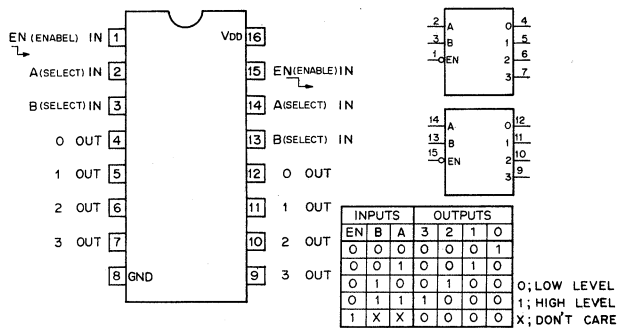 EN (ENABEL) IN 1
A(SELECT) IN 2
B(SELECT) IN 3
0 OUT 4
1 OUT 5
2 OUT 6
3 OUT 7
8 GND
VDD 16
15 EN(ENABLE)IN
14 A(SELECT) IN
13 B(SELECT) IN
12 0 OUT
11 1 OUT
10 2 OUT
9 3 OUT
2 A 0 4
3 B 1 5
1 EN 2 6
3 7
14 A 0 12
13 B 1 11
15 EN 2 10
3 9
INPUTS OUTPUTS
EN B A 3 2 1 0
0 0 0 0 0 0 1
0 0 1 0 0 1 0
0 1 0 0 1 0 0
0 1 1 1 0 0 0
1 X X 0 0 0 0
0; LOW LEVEL
1; HIGH LEVEL
X; DON'T CARE